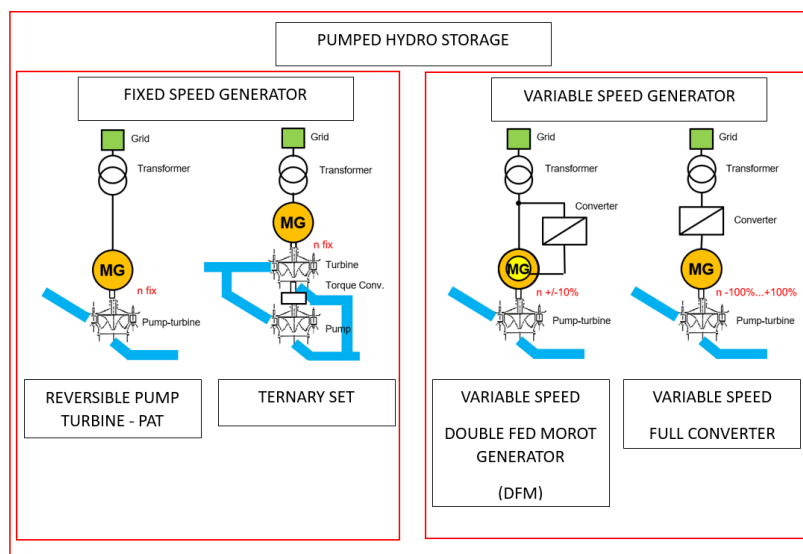 PUMPED HYDRO STORAGE
FIXED SPEED GENERATOR
Grid
Transformer
MG
n fix
Pump-turbine
REVERSIBLE PUMP
TURBINE - PAT
Grid
Transformer
MG
n fix
Turbine
Torque Conv.
Pump
TERNARY SET
VARIABLE SPEED GENERATOR
Grid
Transformer
Converter
MG
n +/-10%
Pump-turbine
VARIABLE SPEED
DOUBLE FED MOROT
GENERATOR
(DFM)
Grid
Transformer
Converter
MG
n -100%...+100%
Pump-turbine
VARIABLE SPEED
FULL CONVERTER